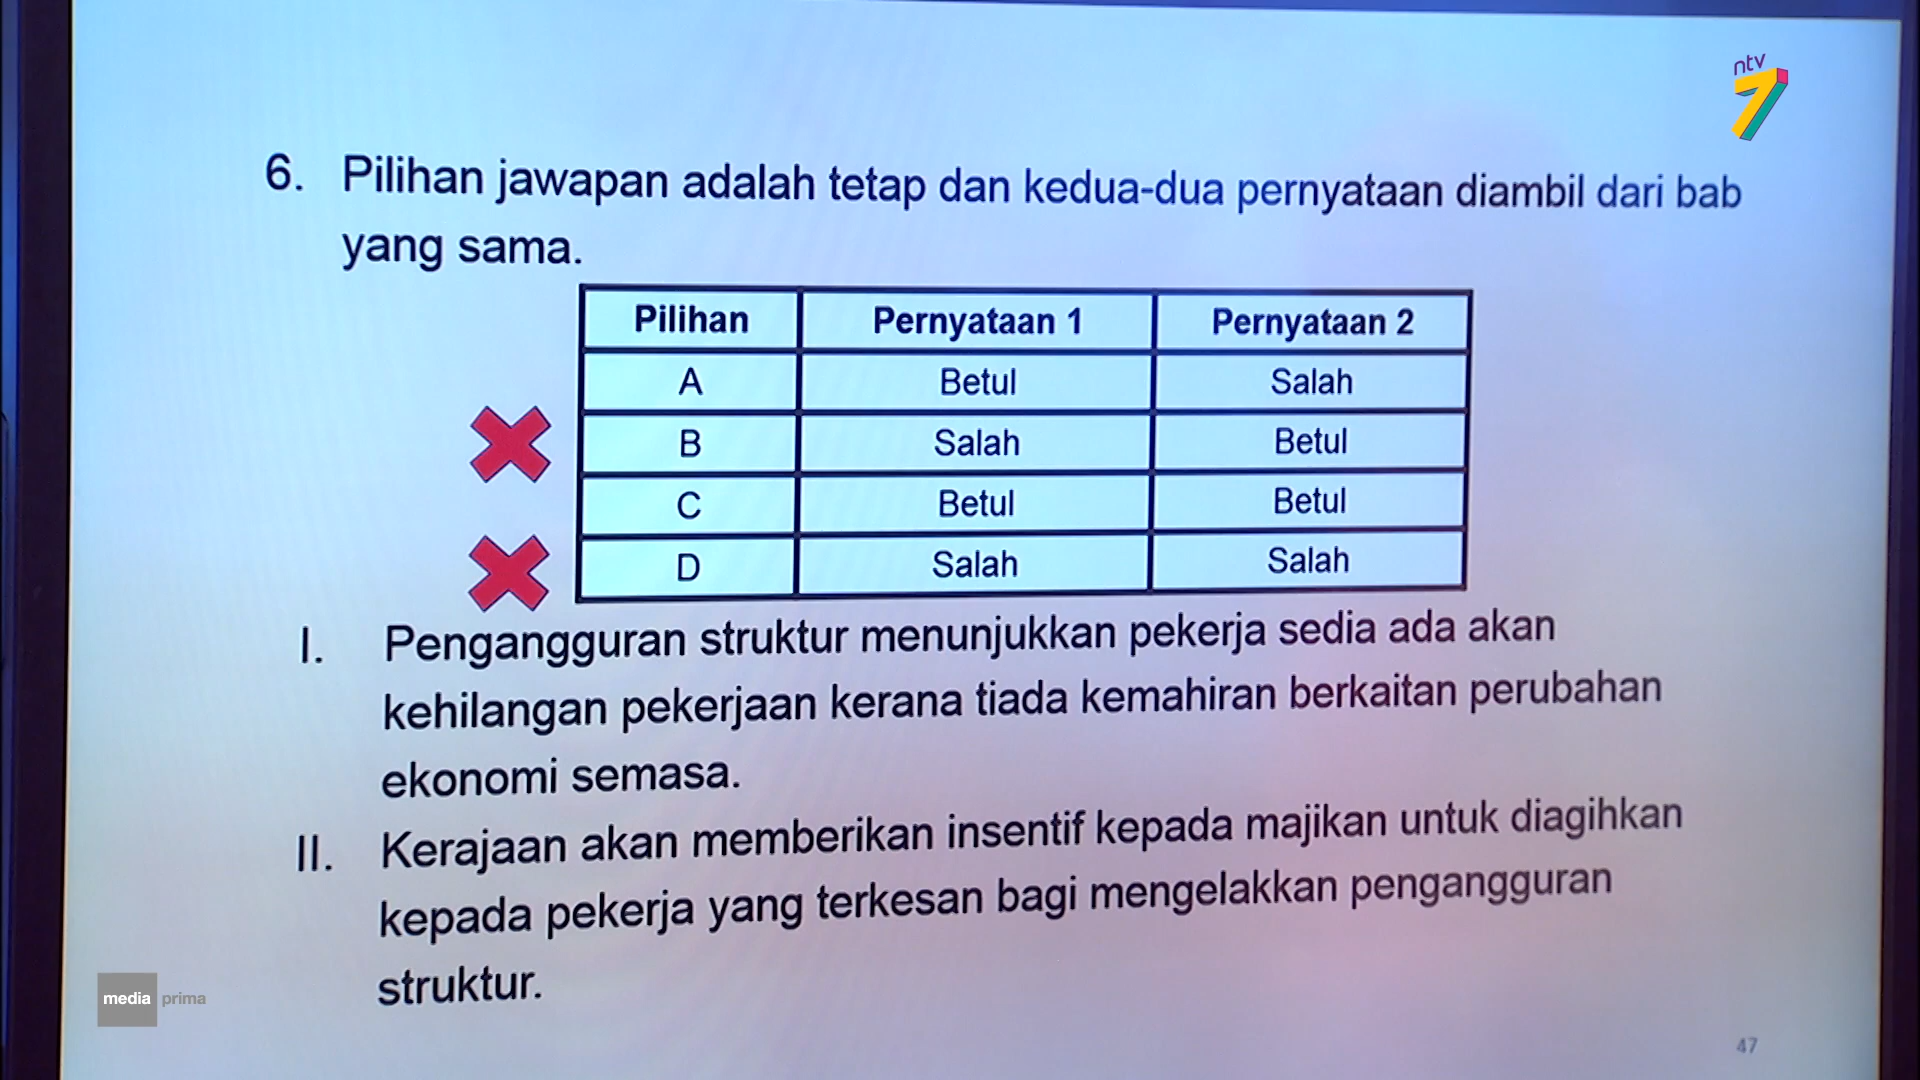 ntv
7
6. Pilihan jawapan adalah tetap dan kedua-dua pernyataan diambil dari bab
yang sama.
Pilihan Pernyataan 1 Pernyataan 2
A Betul Salah
B Salah Betul
C Betul Betul
D Salah Salah
I. Pengangguran struktur menunjukkan pekerja sedia ada akan
kehilangan pekerjaan kerana tiada kemahiran berkaitan perubahan
ekonomi semasa.
II. Kerajaan akan memberikan insentif kepada majikan untuk diagihkan
kepada pekerja yang terkesan bagi mengelakkan pengangguran
struktur.
media prima
47